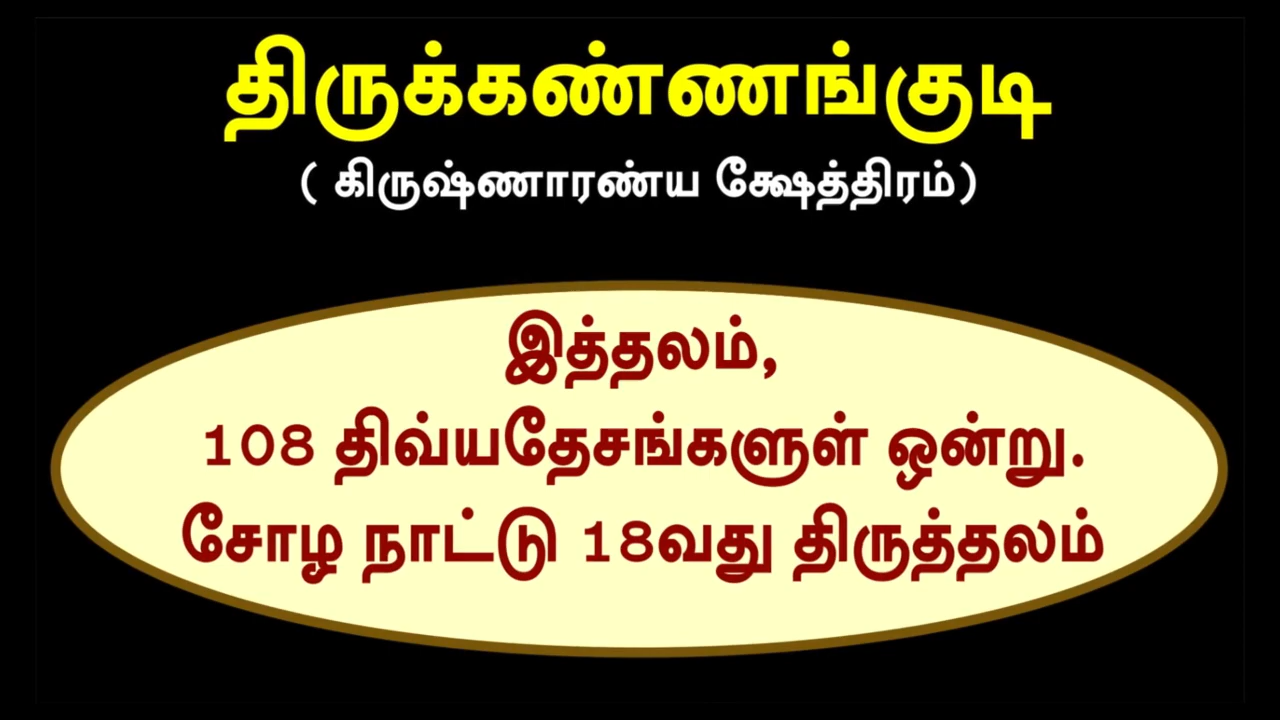 திருக்கண்ணங்குடி
( கிருஷ்ணாரண்ய க்ஷேத்திரம்)
இத்தலம்,
108 திவ்யதேசங்களுள் ஒன்று.
சோழ நாட்டு 18வது திருத்தலம்